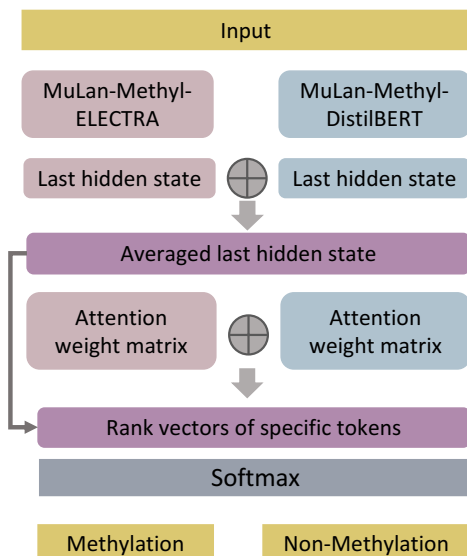 Input
MuLan-Methyl-
ELECTRA
MuLan-Methyl-
DistilBERT
Last hidden state
Last hidden state
Averaged last hidden state
Attention
weight matrix
Attention
weight matrix
Rank vectors of specific tokens
Softmax
Methylation
Non-Methylation